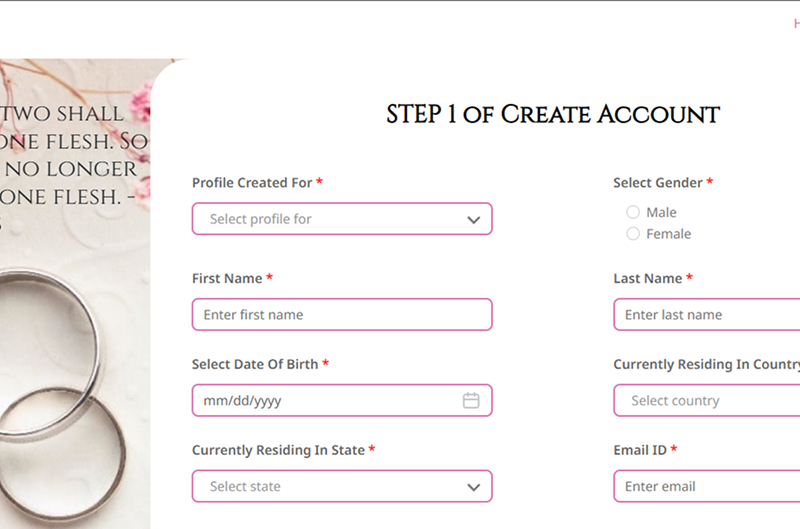 H
TWO SHALL
ONE FLESH. SO
NO LONGER
ONE FLESH. -
STEP 1 OF CREATE ACCOUNT
Profile Created For * Select Gender *
Select profile for Male
Female
First Name * Last Name *
Enter first name Enter last name
Select Date Of Birth * Currently Residing In Country
mm/dd/yyyy Select country
Currently Residing In State * Email ID *
Select state Enter email